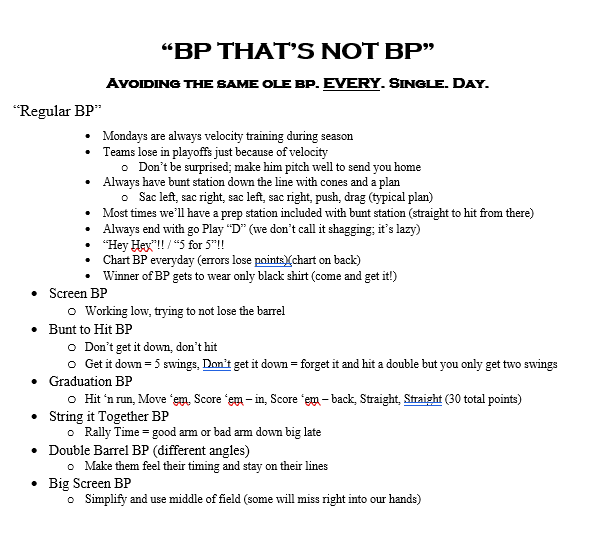 “BP THAT’S NOT BP”
AVOIDING THE SAME OLE BP. EVERY. SINGLE. DAY.
“Regular BP”
• Mondays are always velocity training during season
• Teams lose in playoffs just because of velocity
o Don’t be surprised; make him pitch well to send you home
• Always have bunt station down the line with cones and a plan
o Sac left, sac right, sac left, sac right, push, drag (typical plan)
• Most times we’ll have a prep station included with bunt station (straight to hit from there)
• Always end with go Play “D” (we don’t call it shagging; it’s lazy)
• “Hey Hey”!! / “5 for 5”!!
• Chart BP everyday (errors lose points)(chart on back)
• Winner of BP gets to wear only black shirt (come and get it!)
• Screen BP
o Working low, trying to not lose the barrel
• Bunt to Hit BP
o Don’t get it down, don’t hit
o Get it down = 5 swings, Don’t get it down = forget it and hit a double but you only get two swings
• Graduation BP
o Hit ‘n run, Move ‘em, Score ‘em – in, Score ‘em – back, Straight, Straight (30 total points)
• String it Together BP
o Rally Time = good arm or bad arm down big late
• Double Barrel BP (different angles)
o Make them feel their timing and stay on their lines
• Big Screen BP
o Simplify and use middle of field (some will miss right into our hands)